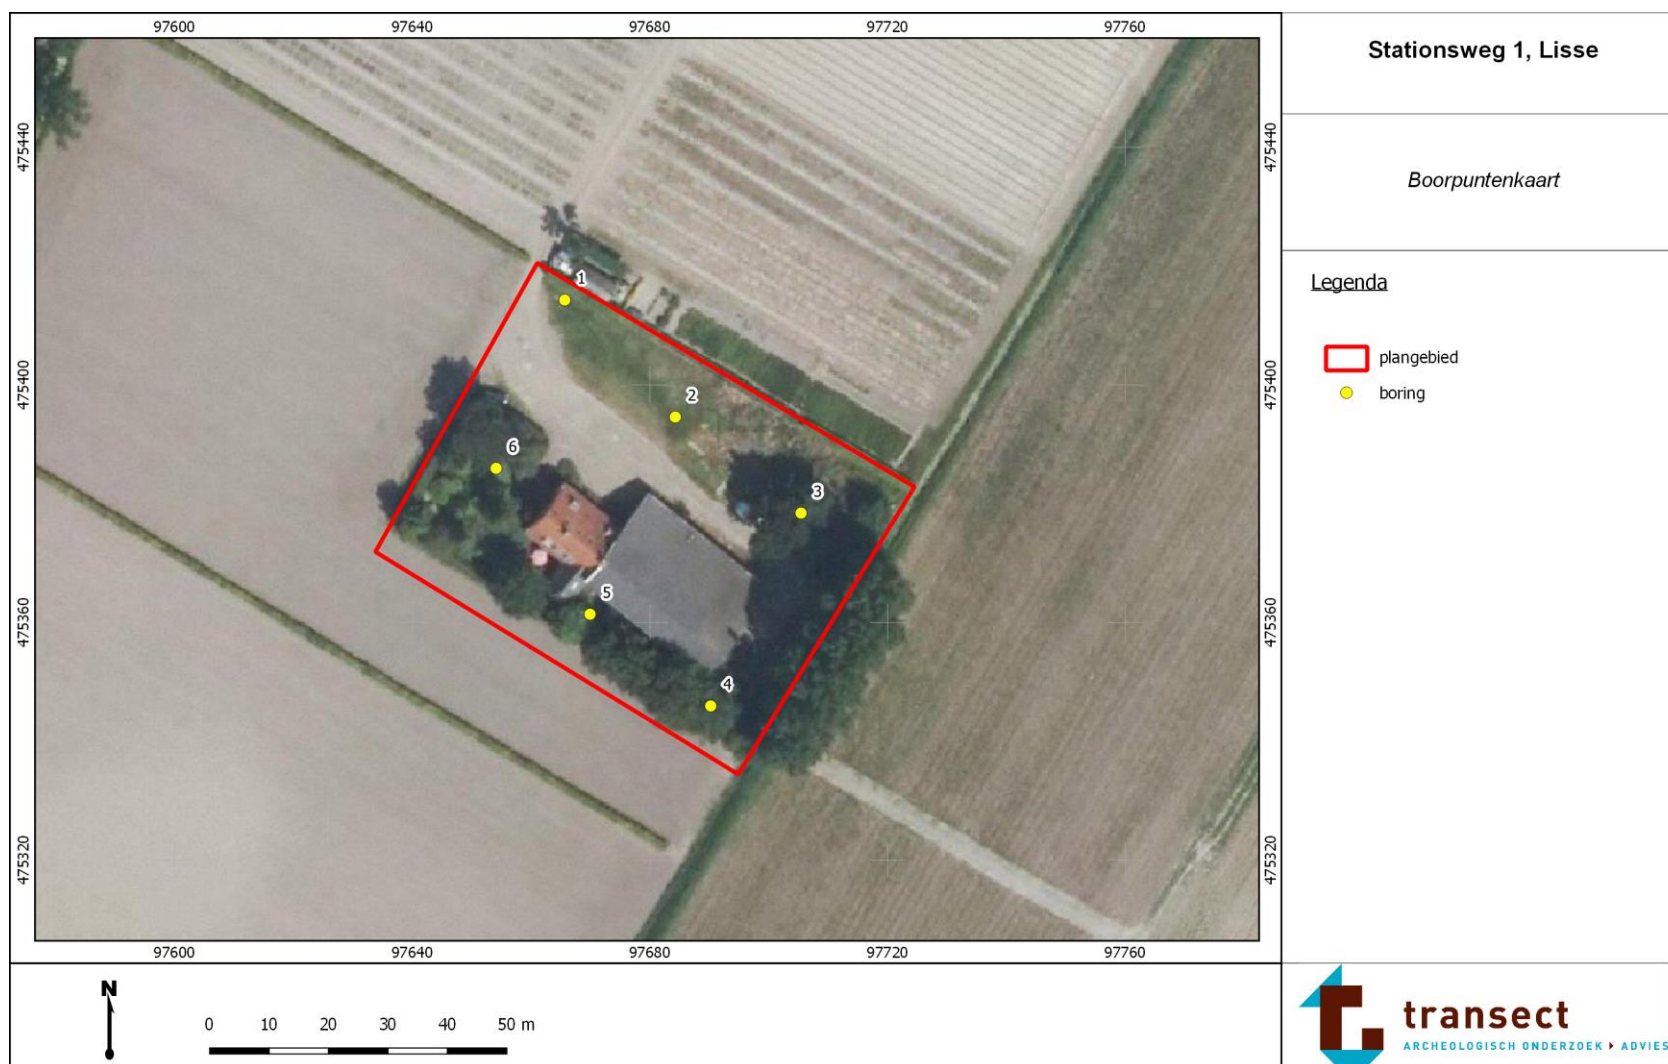 97600 97640 97680 97720 97760
Stationsweg 1, Lisse
Boorpuntenkaart
Legenda
plangebied
boring
475440 475440
475400 475400
475360 475360
475320 475320
1
2
3
6
5
4
97600 97640 97680 97720 97760
N
0 10 20 30 40 50 m
transect
ARCHEOLOGISCH ONDERZOEK ▸ ADVIES